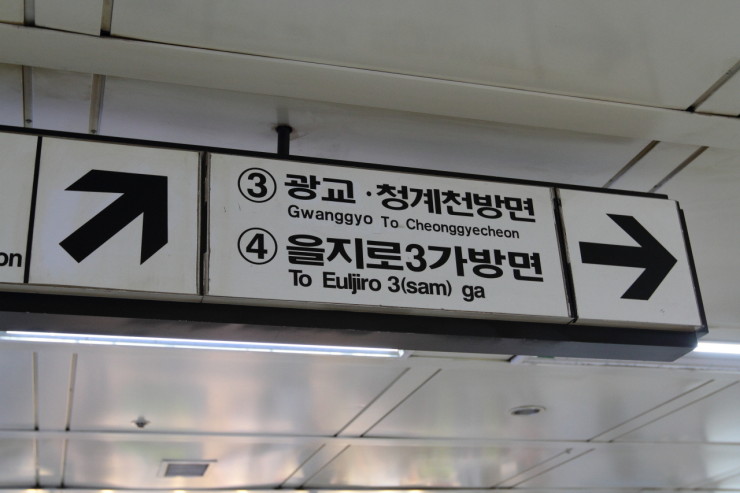 on
③ 광교·청계천방면
Gwanggyo To Cheonggyecheon
④ 을지로3가방면
To Euljiro 3(sam) ga